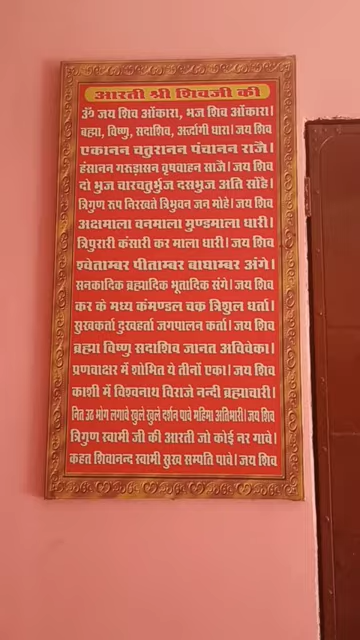 आरती श्री शिवजी की
ॐ जय शिव ओंकारा, भज शिव ओंकारा।
ब्रह्मा, विष्णु, सदाशिव, अर्द्धांगी धारा। जय शिव
एकानन चतुरानन पंचानन राजै।
हंसानन गरूड़ासन वृषवाहन साजै। जय शिव
दो भुज चारचतुर्भुज दसभुज अति सोहे।
त्रिगुण रुप निरखते त्रिभुवन जन मोहे। जय शिव
अक्षमाला वनमाला मुण्डमाला धारी।
त्रिपुरारी कंसारी कर माला धारी। जय शिव
श्वेताम्बर पीताम्बर बाघाम्बर अंगे।
सनकादिक ब्रह्मादिक भूतादिक संगे। जय शिव
कर के मध्य कंमण्डल चक्र त्रिशुल धर्ता।
सुखकर्ता दुखहर्ता जगपालन कर्ता। जय शिव
ब्रह्मा विष्णु सदाशिव जानत अविवेका।
प्रणवाक्षर में शोभित ये तीनों एका। जय शिव
काशी में विश्वनाथ विराजे नन्दी ब्रह्मचारी।
नित उठ भोग लगावे खुले खुले दर्शन पावे महिमा अतिभारी। जय शिव
त्रिगुण स्वामी जी की आरती जो कोई नर गावे।
कहत शिवानन्द स्वामी सुख सम्पति पावे। जय शिव